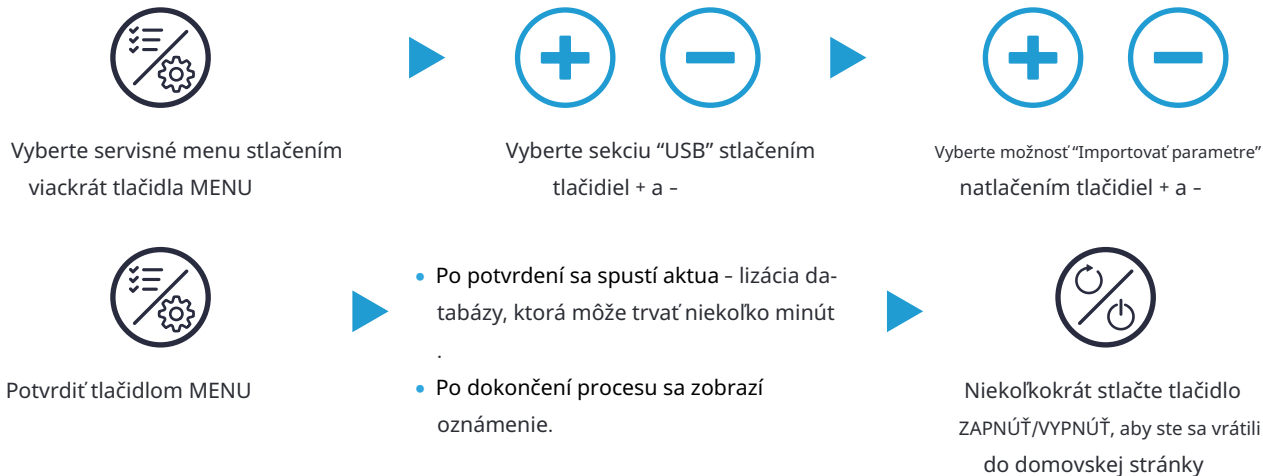 Vyberte servisné menu stlačením
viackrát tlačidla MENU
Vyberte sekciu “USB” stlačením
tlačidiel + a –
Vyberte možnosť “Importovať parametre”
natlačením tlačidiel + a –
Potvrdiť tlačidlom MENU
• Po potvrdení sa spustí aktua – lizácia da-
tabázy, ktorá môže trvať niekoľko minút
.
• Po dokončení procesu sa zobrazí
oznámenie.
Niekoľkokrát stlačte tlačidlo
ZAPNÚŤ/VYPNÚŤ, aby ste sa vrátili
do domovskej stránky